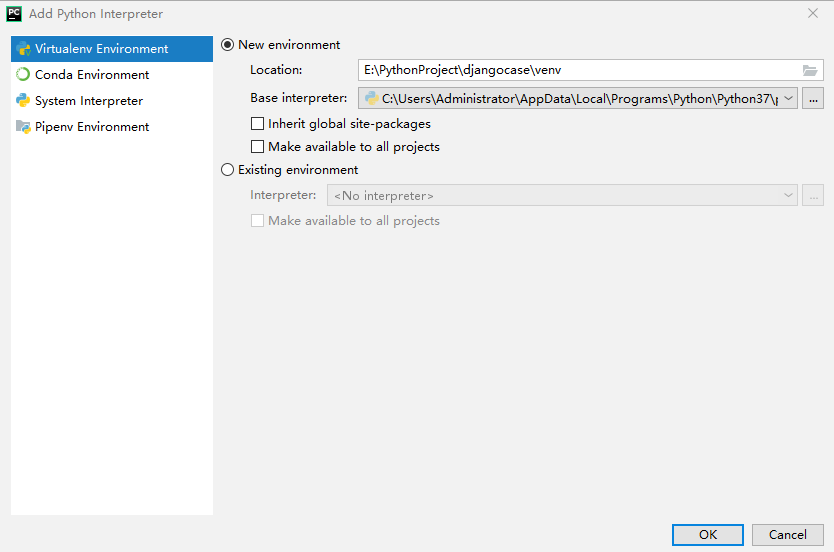 PC Add Python Interpreter
Virtualenv Environment
Conda Environment
System Interpreter
Pipenv Environment
New environment
Location: E:\PythonProject\djangocase\venv
Base interpreter: C:\Users\Administrator\AppData\Local\Programs\Python\Python37\p ...
Inherit global site-packages
Make available to all projects
Existing environment
Interpreter: <No interpreter> ...
Make available to all projects
OK Cancel